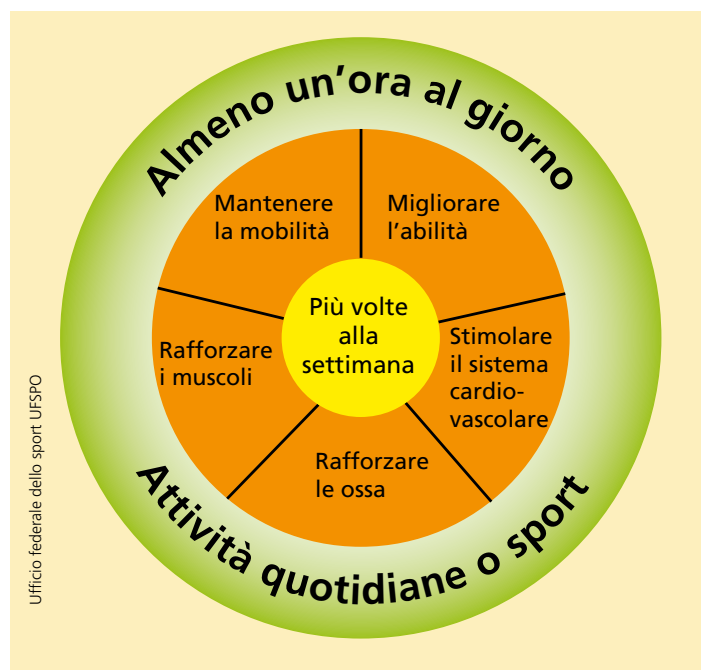 Almeno un’ora al giorno
Mantenere
la mobilità
Migliorare
l’abilità
Più volte
alla
settimana
Rafforzare
i muscoli
Stimolare
il sistema
cardio-
vascolare
Rafforzare
le ossa
Attività quotidiane o sport
Ufficio federale dello sport UFSPO